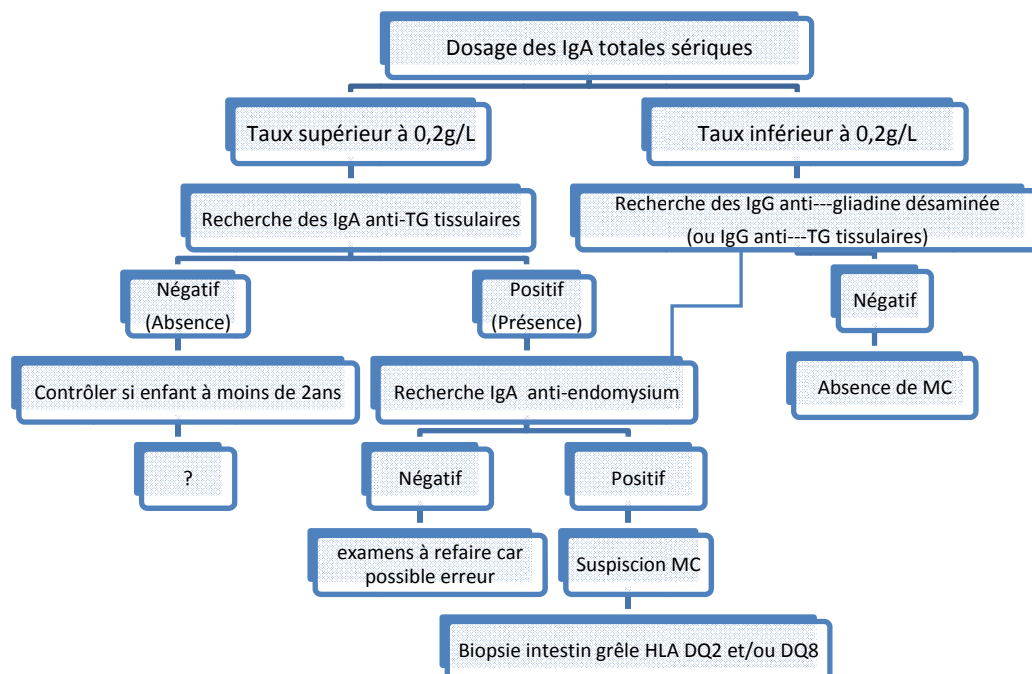 Dosage des IgA totales sériques
Taux supérieur à 0,2g/L
Taux inférieur à 0,2g/L
Recherche des IgA anti-TG tissulaires
Recherche des IgG anti---gliadine désaminée
(ou IgG anti---TG tissulaires)
Négatif
(Absence)
Positif
(Présence)
Négatif
Contrôler si enfant à moins de 2ans
Recherche IgA anti-endomysium
Absence de MC
?
Négatif
Positif
examens à refaire car
possible erreur
Suspiscion MC
Biopsie intestin grêle HLA DQ2 et/ou DQ8